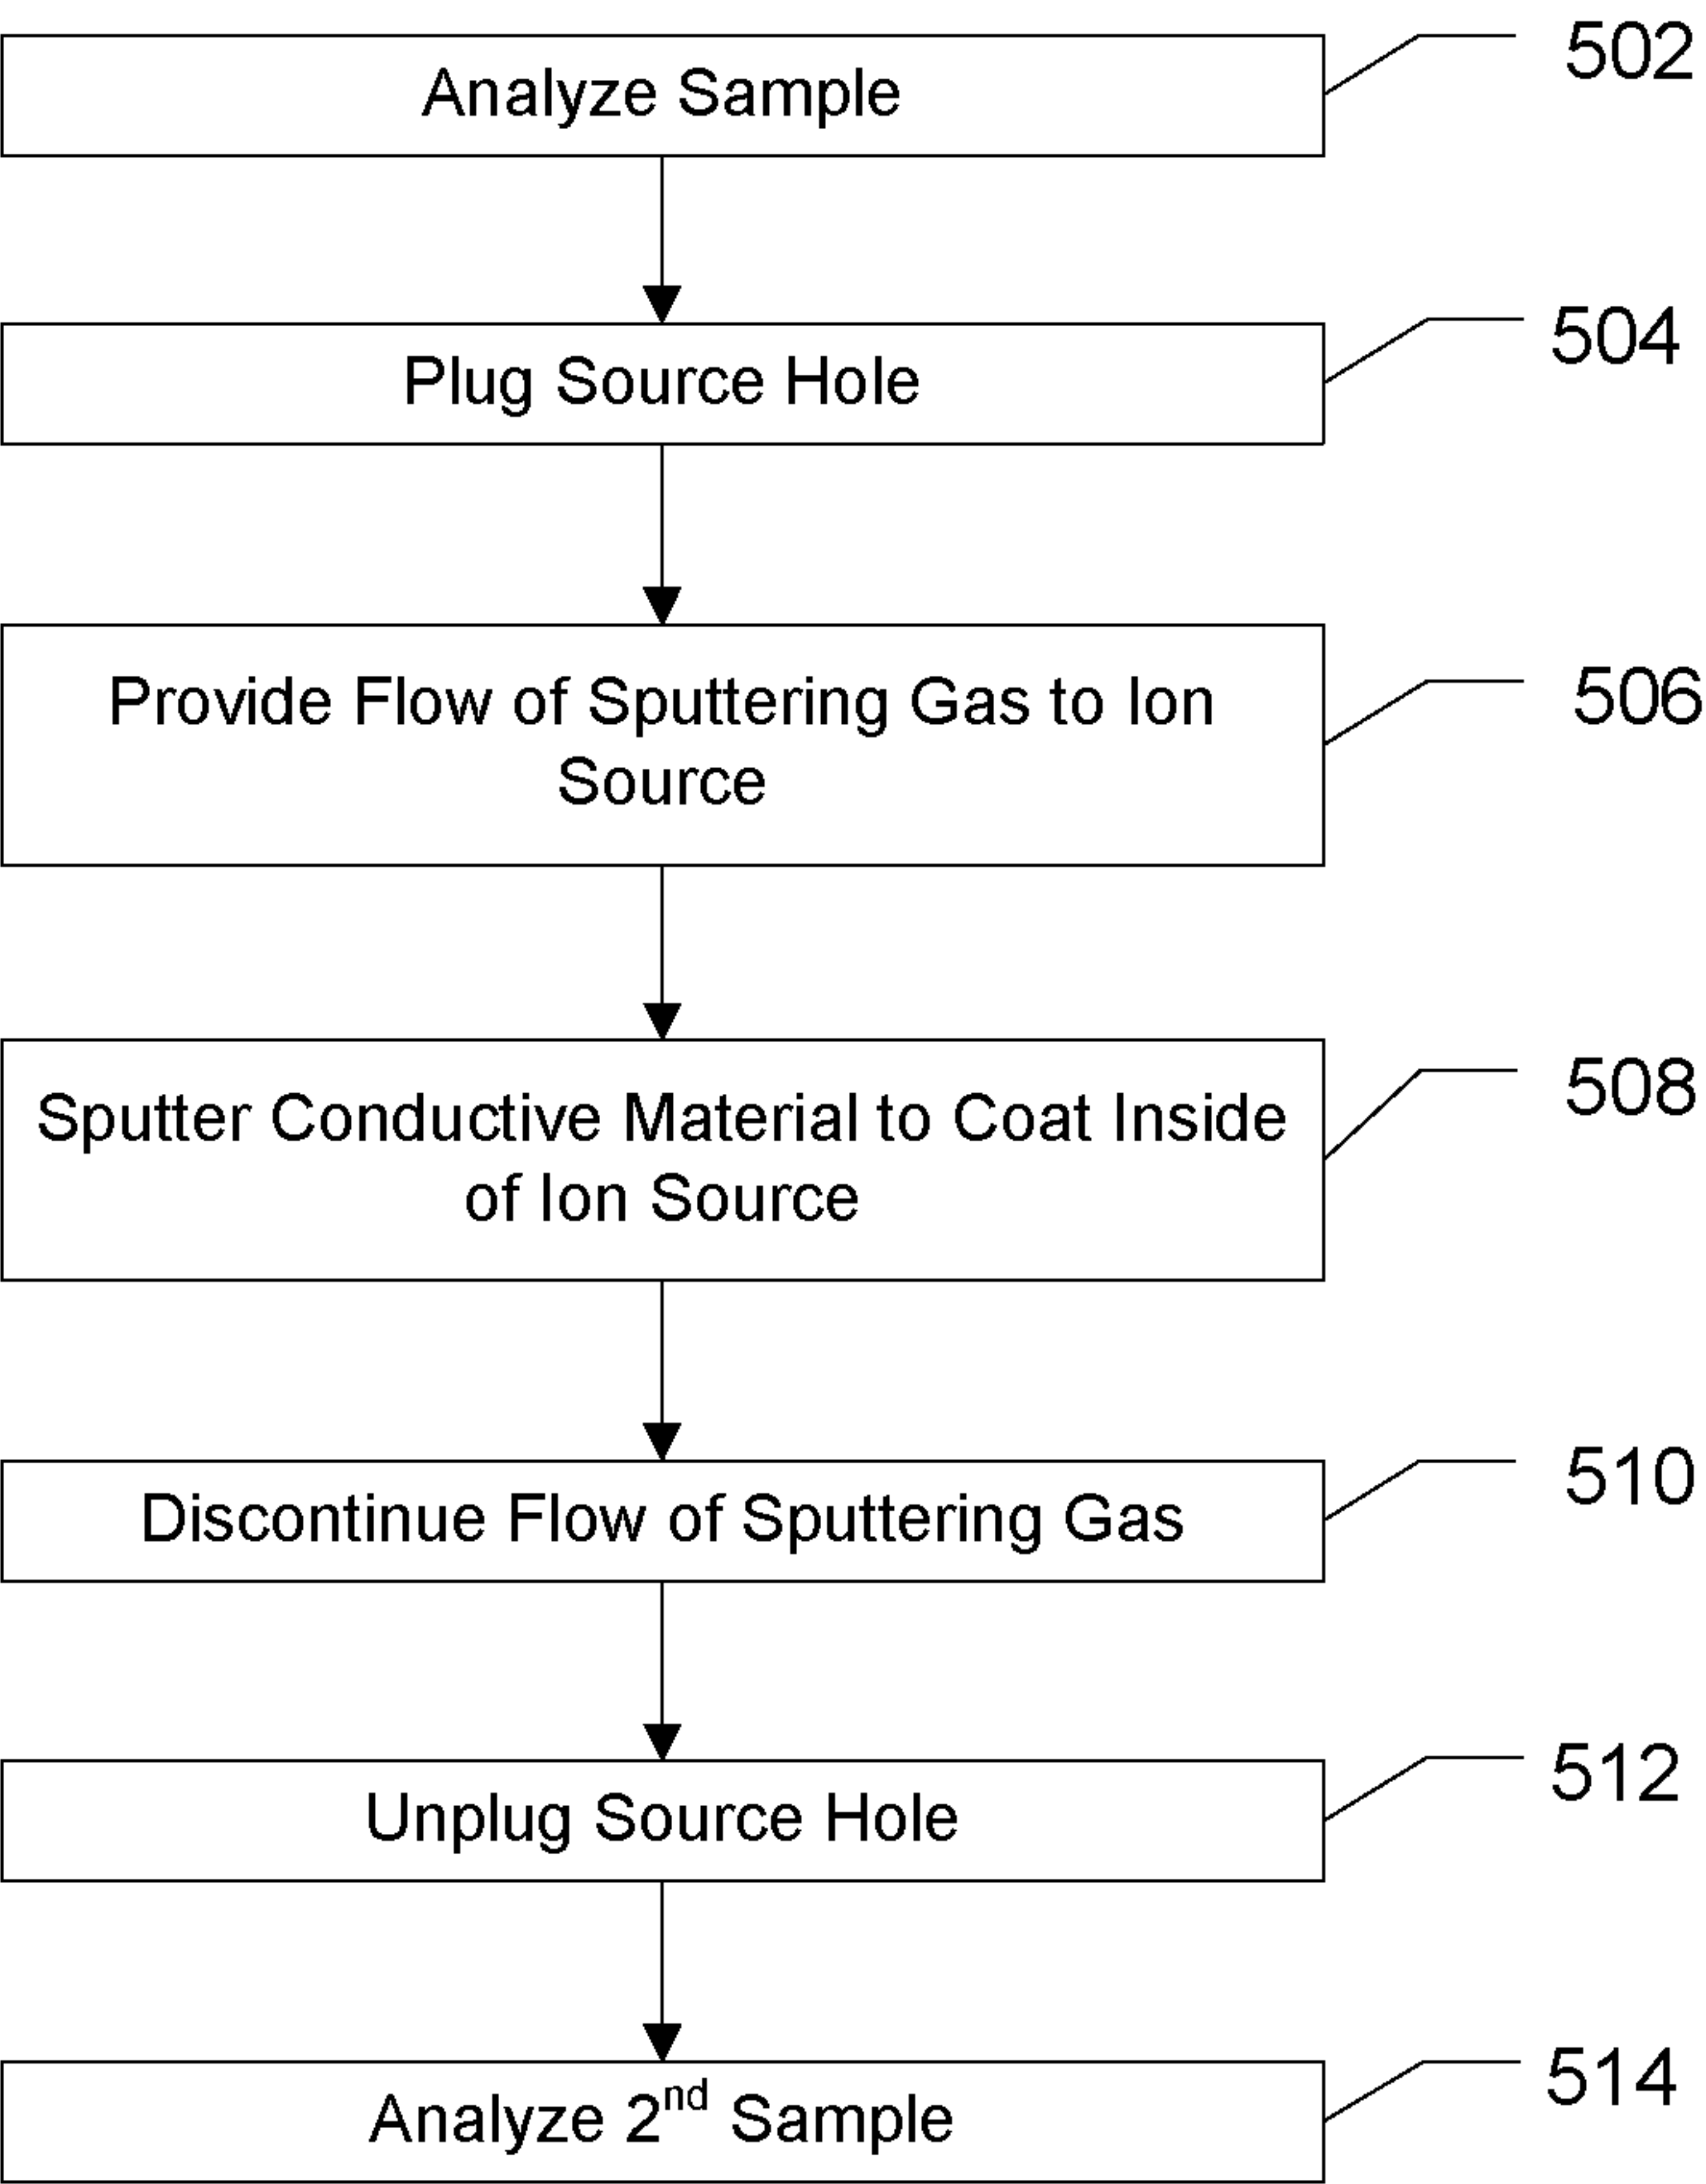 502
Analyze Sample
504
Plug Source Hole
506
Provide Flow of Sputtering Gas to Ion
Source
508
Sputter Conductive Material to Coat Inside
of Ion Source
510
Discontinue Flow of Sputtering Gas
512
Unplug Source Hole
514
Analyze 2nd Sample